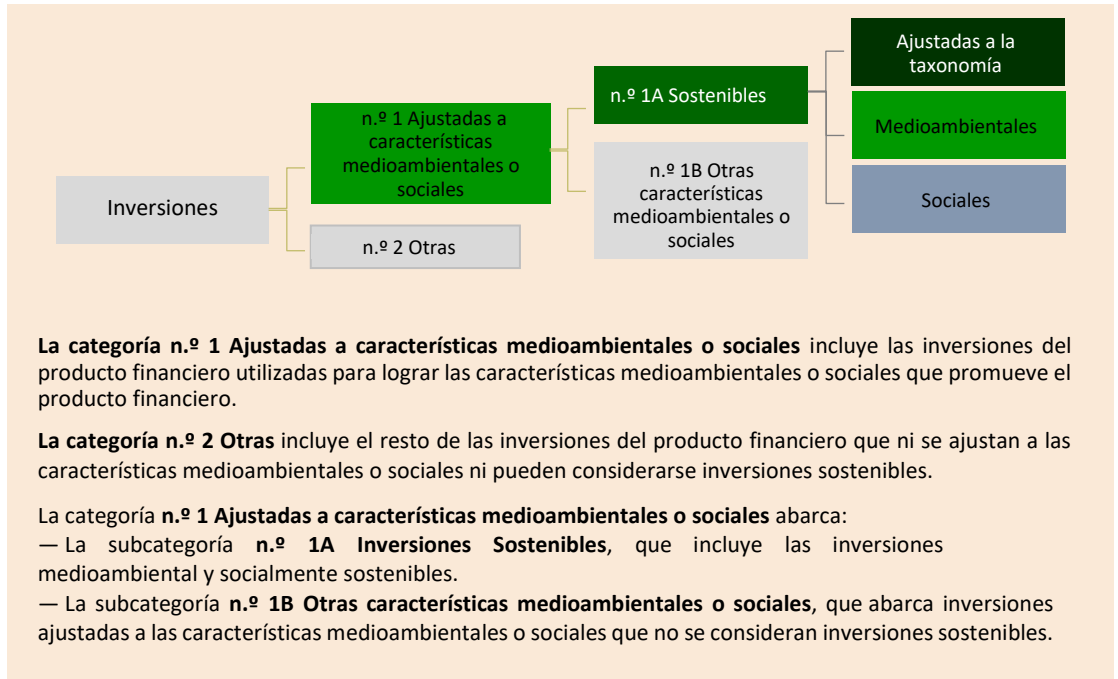 Ajustadas a la
taxonomía
n.º 1A Sostenibles
n.º 1 Ajustadas a
características
medioambientales o
sociales
Medioambientales
n.º 1B Otras
características
medioambientales o
sociales
Inversiones
Sociales
n.º 2 Otras
La categoría n.º 1 Ajustadas a características medioambientales o sociales incluye las inversiones del
producto financiero utilizadas para lograr las características medioambientales o sociales que promueve el
producto financiero.
La categoría n.º 2 Otras incluye el resto de las inversiones del producto financiero que ni se ajustan a las
características medioambientales o sociales ni pueden considerarse inversiones sostenibles.
La categoría n.º 1 Ajustadas a características medioambientales o sociales abarca:
— La subcategoría n.º 1A Inversiones Sostenibles, que incluye las inversiones
medioambiental y socialmente sostenibles.
— La subcategoría n.º 1B Otras características medioambientales o sociales, que abarca inversiones
ajustadas a las características medioambientales o sociales que no se consideran inversiones sostenibles.